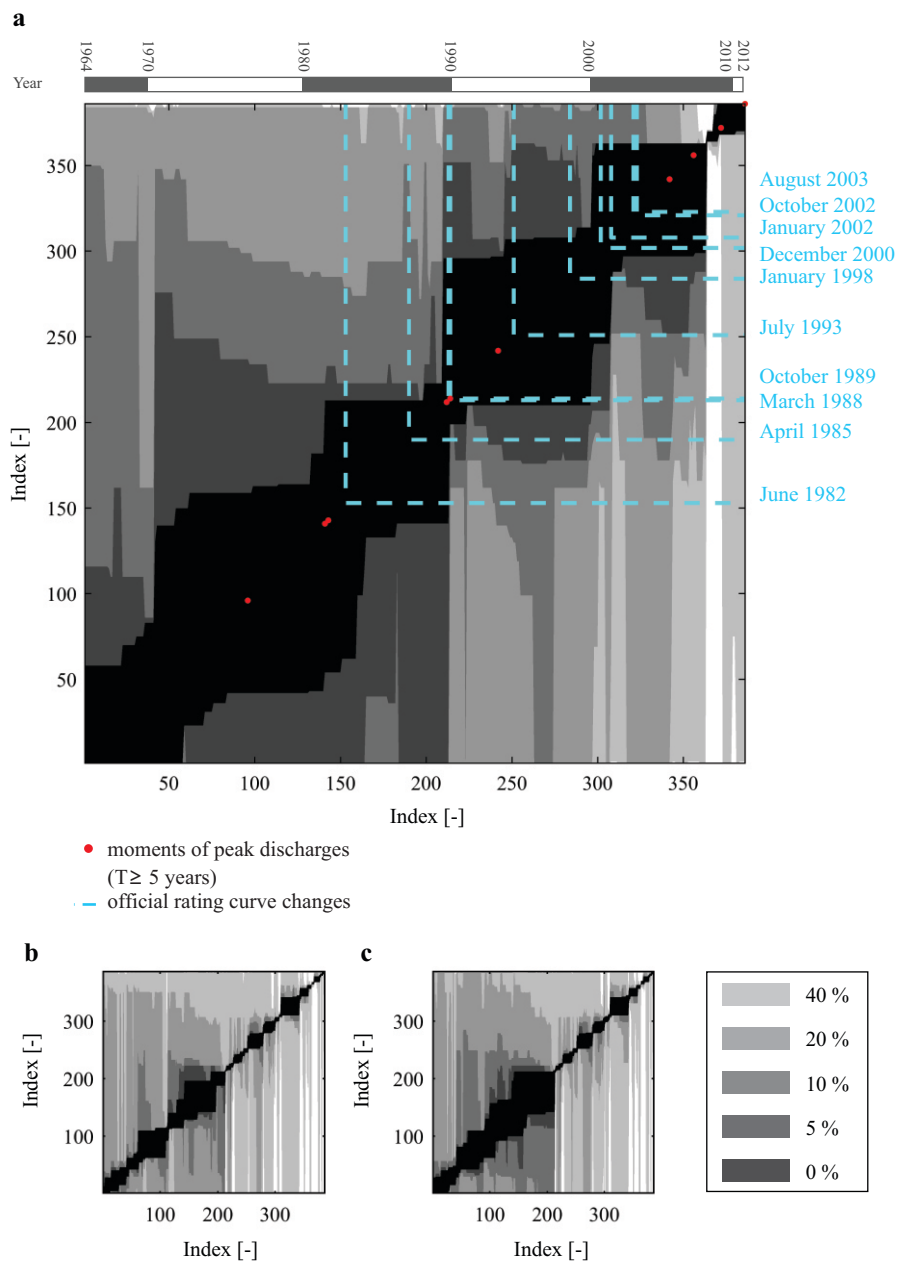 a
1964 1970 1980 1990 2000 2010 2012
Year
350
300
250
200
150
100
50
Index [-]
August 2003
October 2002
January 2002
December 2000
January 1998
July 1993
October 1989
March 1988
April 1985
June 1982
50 100 150 200 250 300 350
Index [-]
moments of peak discharges
(T≥ 5 years)
official rating curve changes
b
300
200
100
Index [-]
100 200 300
Index [-]
c
300
200
100
Index [-]
100 200 300
Index [-]
40 %
20 %
10 %
5 %
0 %